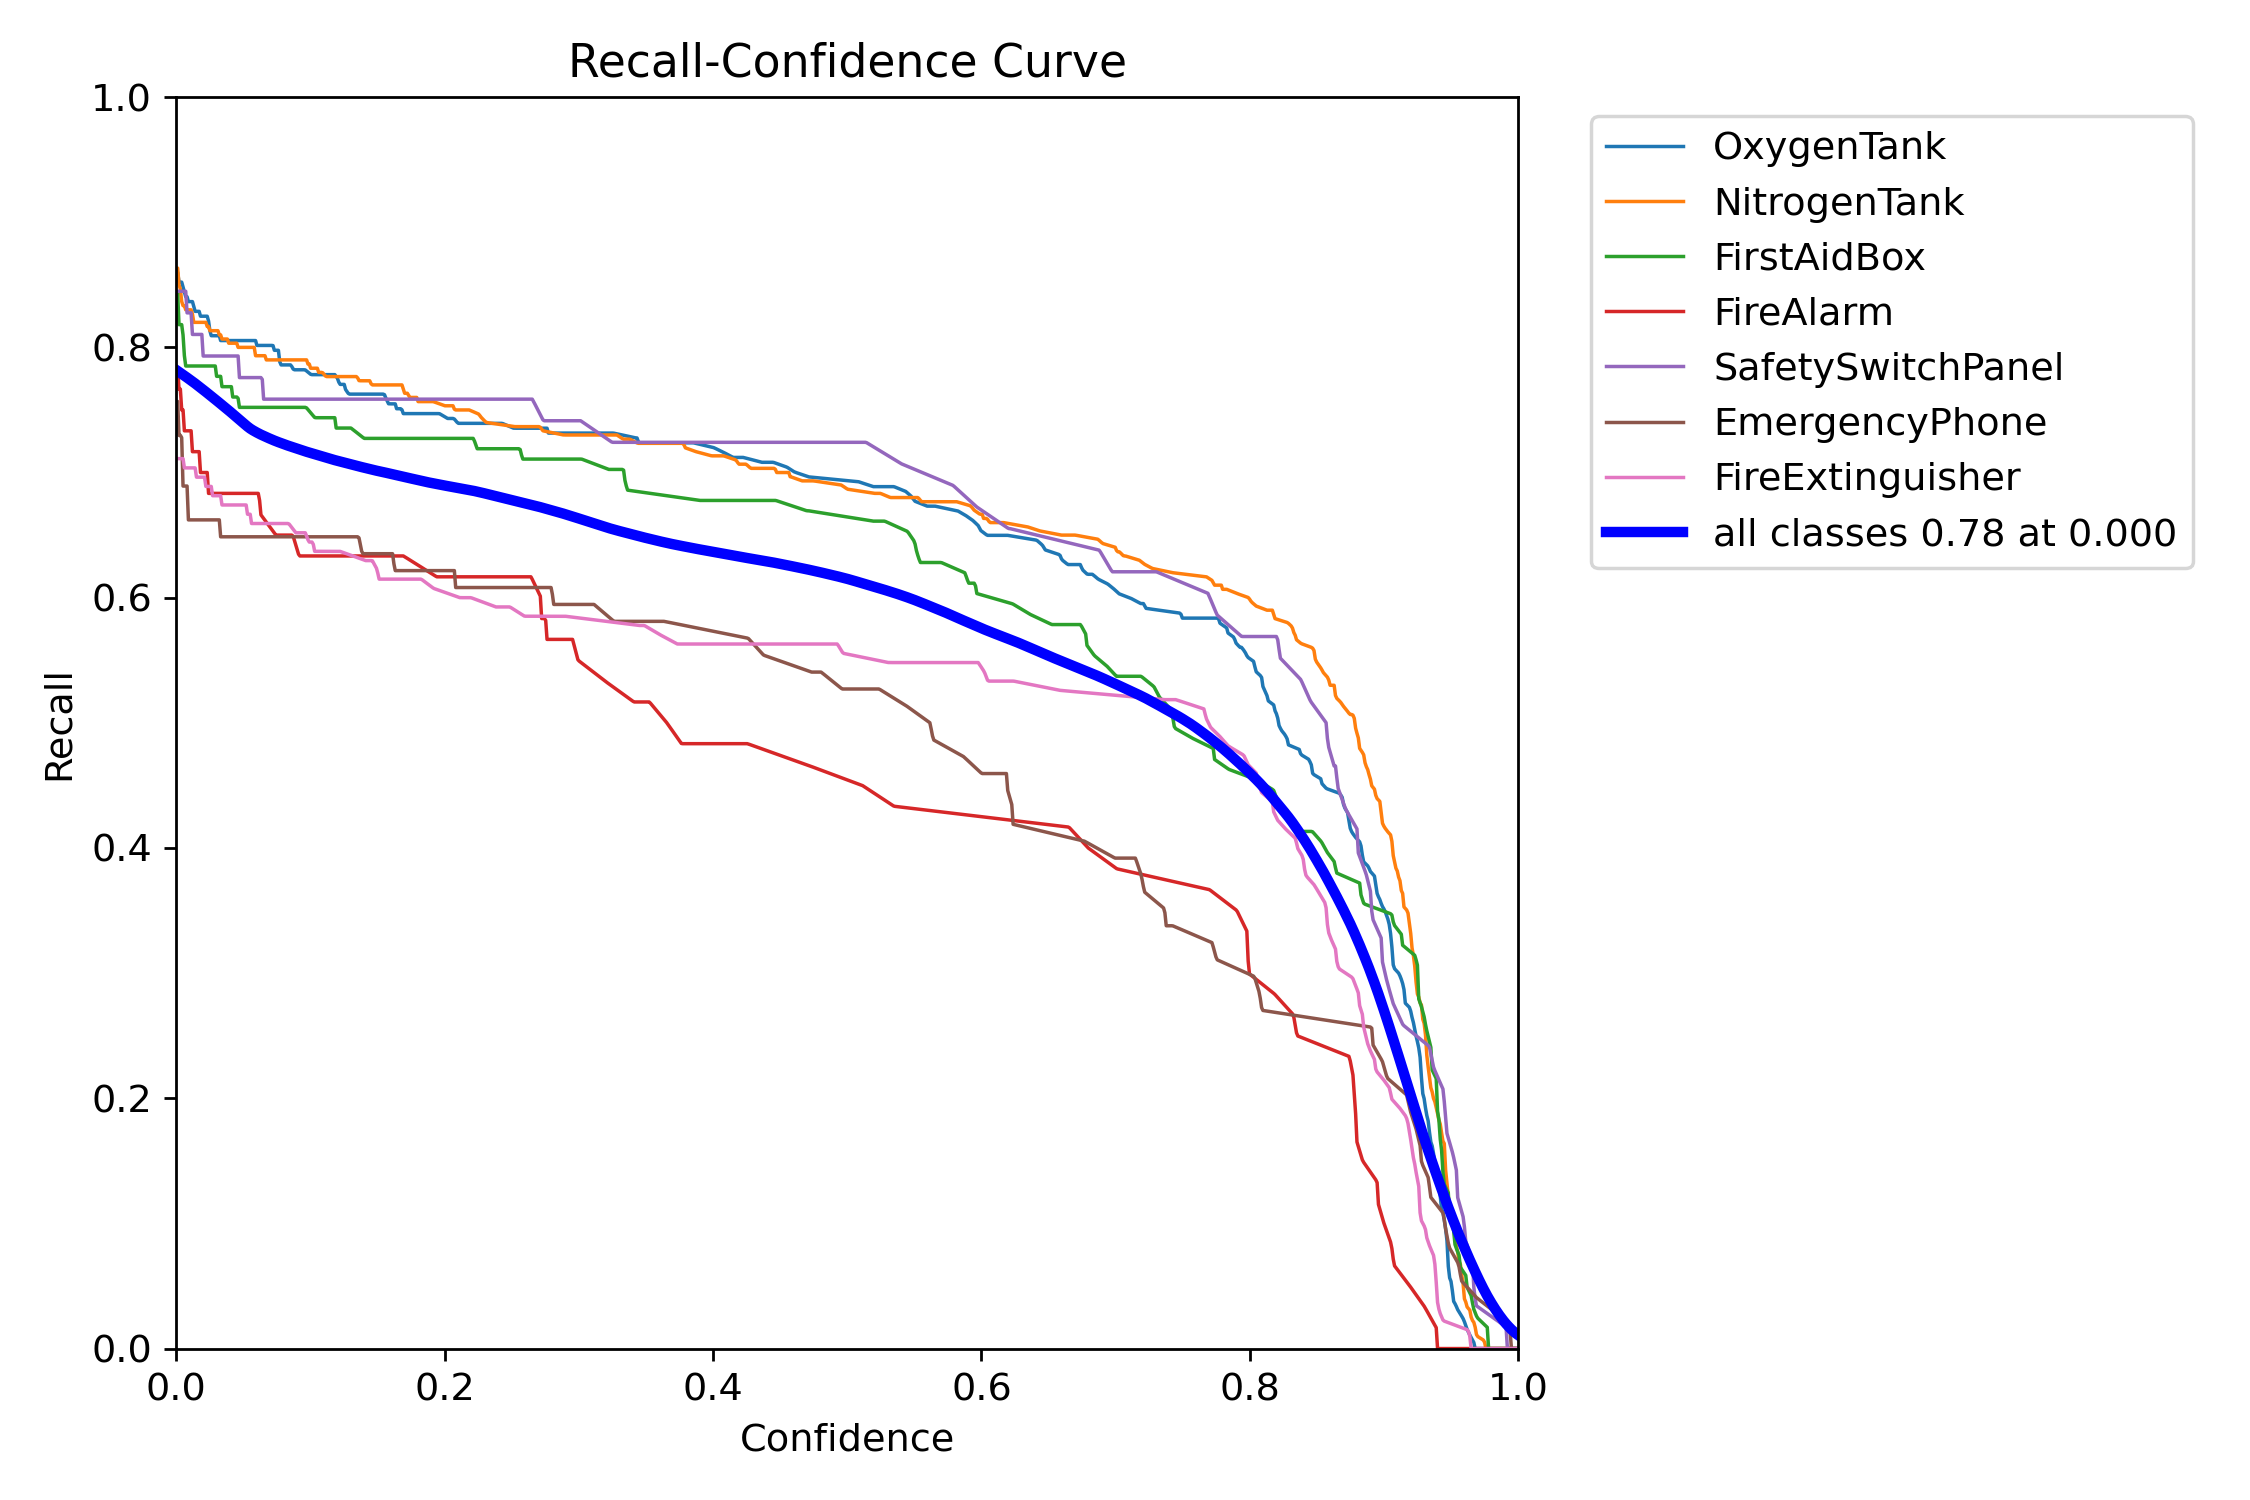 Recall-Confidence Curve
1.0
0.8
0.6
0.4
0.2
0.0
Recall
0.0 0.2 0.4 0.6 0.8 1.0
Confidence
OxygenTank
NitrogenTank
FirstAidBox
FireAlarm
SafetySwitchPanel
EmergencyPhone
FireExtinguisher
all classes 0.78 at 0.000